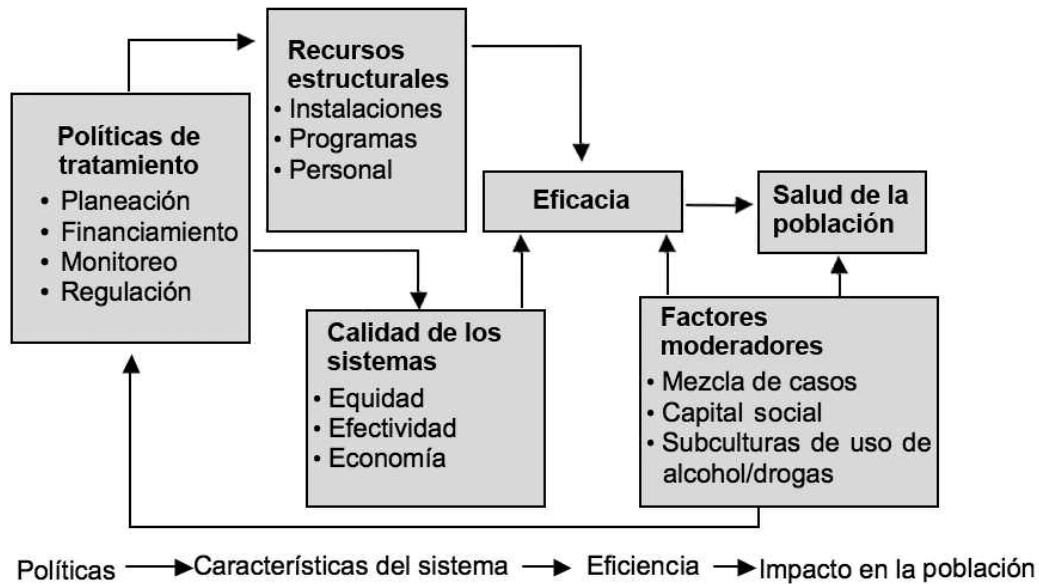 Políticas de
tratamiento
• Planeación
• Financiamiento
• Monitoreo
• Regulación
Recursos
estructurales
• Instalaciones
• Programas
• Personal
Calidad de los
sistemas
• Equidad
• Efectividad
• Economía
Eficacia
Salud de la
población
Factores
moderadores
• Mezcla de casos
• Capital social
• Subculturas de uso de
alcohol/drogas
Políticas Características del sistema Eficiencia Impacto en la población